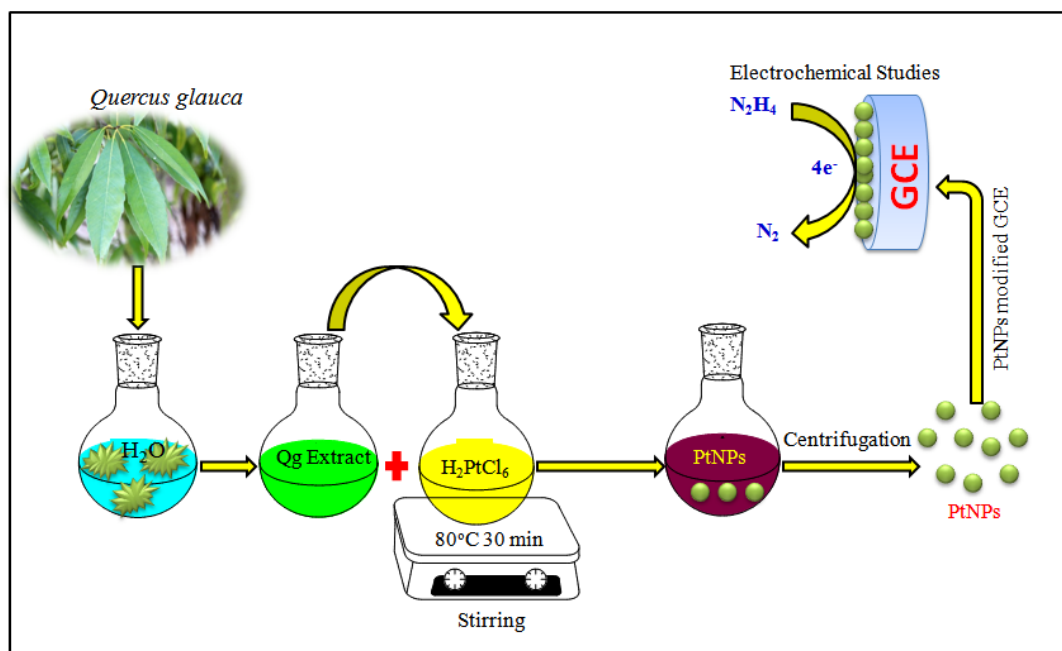 Electrochemical Studies
Quercus glauca
N₂H₄
4e⁻
GCE
N₂
PtNPs modified GCE
H₂O
Qg Extract
H₂PtCl₆
PtNPs
Centrifugation
PtNPs
80°C 30 min
Stirring